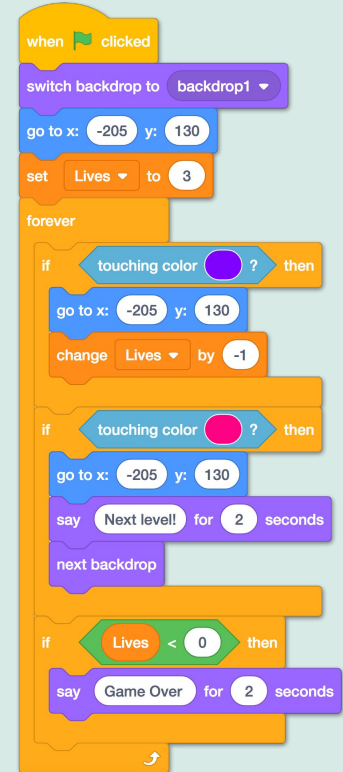 when clicked
switch backdrop to backdrop1
go to x: -205 y: 130
set Lives to 3
forever
if touching color ? then
go to x: -205 y: 130
change Lives by -1
if touching color ? then
go to x: -205 y: 130
say Next level! for 2 seconds
next backdrop
if Lives < 0 then
say Game Over for 2 seconds